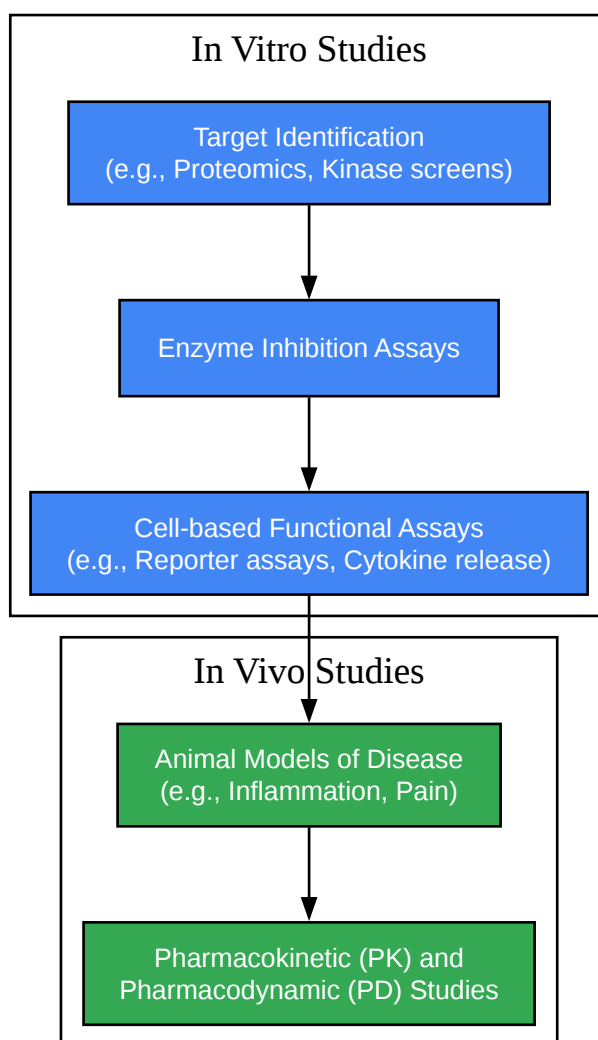 In Vitro Studies
Target Identification
(e.g., Proteomics, Kinase screens)
Enzyme Inhibition Assays
Cell-based Functional Assays
(e.g., Reporter assays, Cytokine release)
In Vivo Studies
Animal Models of Disease
(e.g., Inflammation, Pain)
Pharmacokinetic (PK) and
Pharmacodynamic (PD) Studies